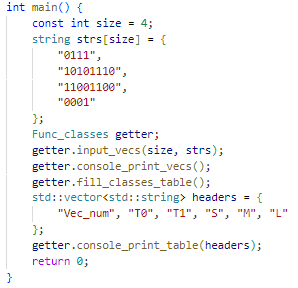 int main() {
    const int size = 4;
    string strs[size] = {
        "0111",
        "10101110",
        "11001100",
        "0001"
    };
    Func_classes getter;
    getter.input_vecs(size, strs);
    getter.console_print_vecs();
    getter.fill_classes_table();
    std::vector<std::string> headers = {
        "Vec_num", "T0", "T1", "S", "M", "L"
    };
    getter.console_print_table(headers);
    return 0;
}